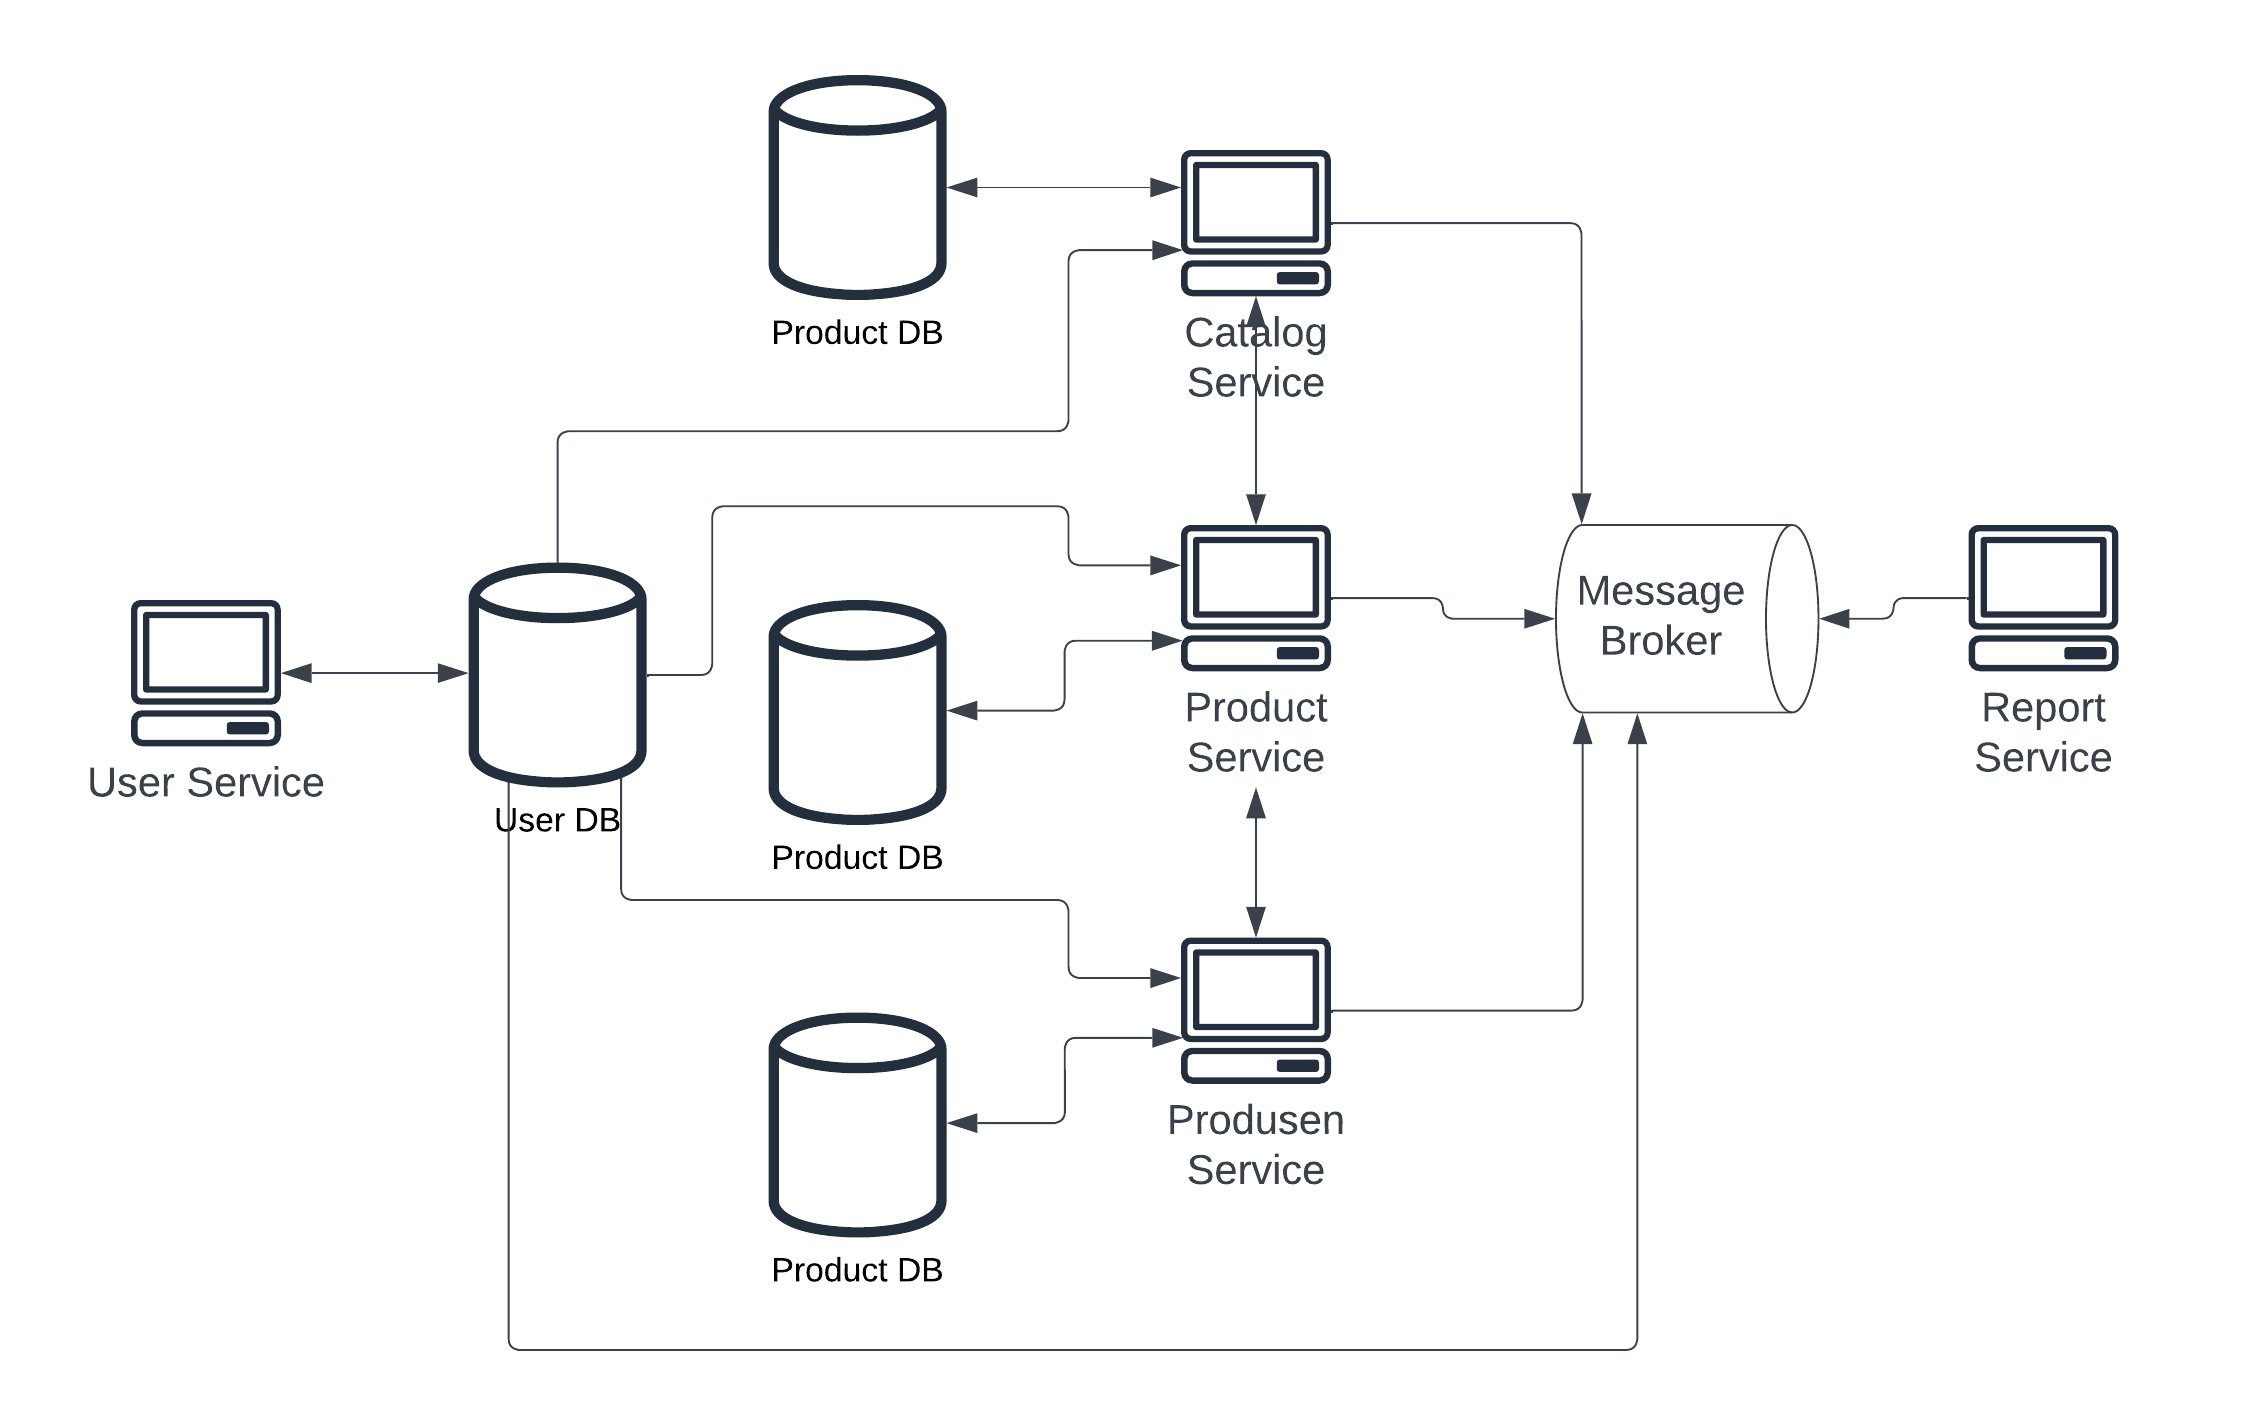 Product DB
Catalog
Service
User Service
User DB
Product DB
Product
Service
Message
Broker
Report
Service
Produsen
Service
Product DB